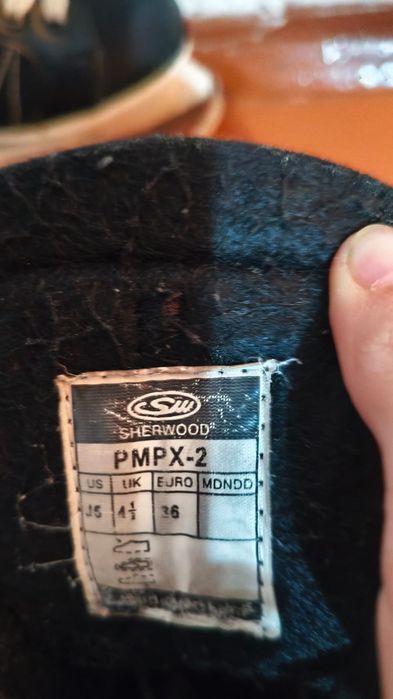 SW
SHERWOOD
PMPX-2
US UK EURO MDNDD
J5 4½ 36